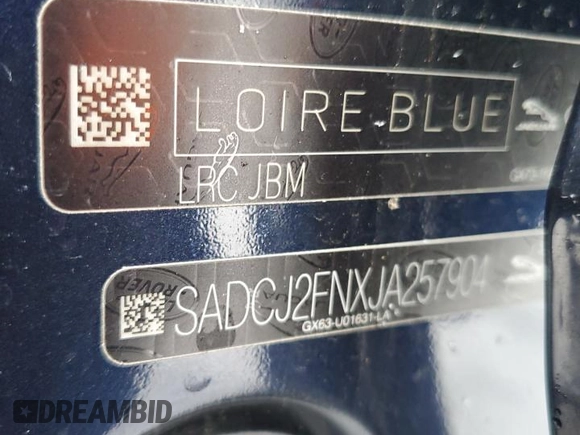 LOIRE BLUE
LRC JBM
SADCJ2FNXJA257904
GX63-U01631-LA
DREAMBID